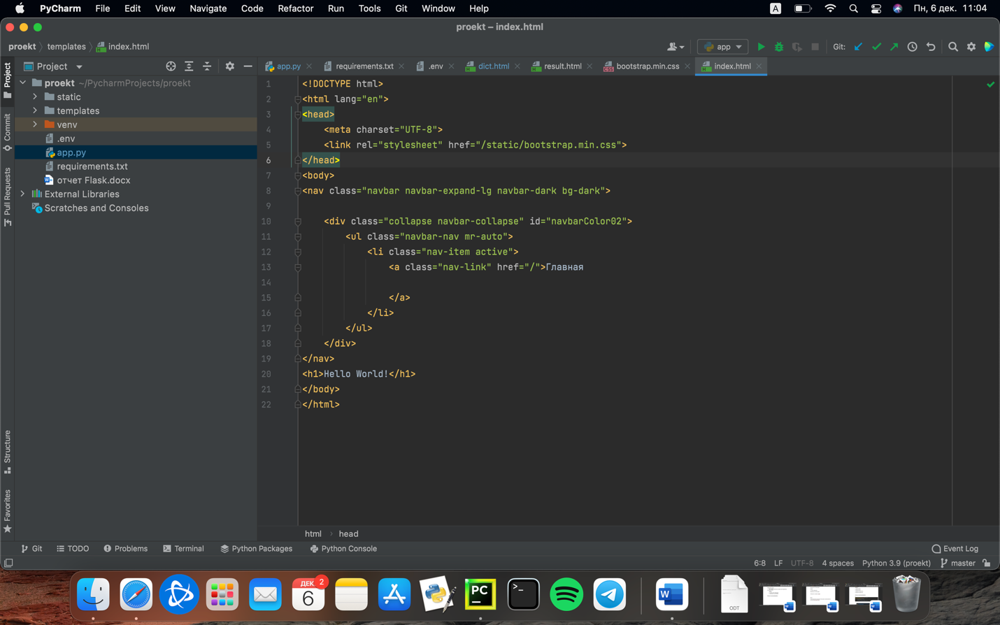 PyCharm File Edit View Navigate Code Refactor Run Tools Git Window Help A Пн, 6 дек. 11:04
proekt – index.html
proekt templates index.html app Git:
Project app.py requirements.txt .env dict.html result.html bootstrap.min.css index.html
Project
Commit
Pull Requests
Structure
Favorites
proekt ~/PycharmProjects/proekt
static
templates
venv
.env
app.py
requirements.txt
отчет Flask.docx
External Libraries
Scratches and Consoles
1 <!DOCTYPE html>
2 <html lang="en">
3 <head>
4 <meta charset="UTF-8">
5 <link rel="stylesheet" href="/static/bootstrap.min.css">
6 </head>
7 <body>
8 <nav class="navbar navbar-expand-lg navbar-dark bg-dark">
9
10 <div class="collapse navbar-collapse" id="navbarColor02">
11 <ul class="navbar-nav mr-auto">
12 <li class="nav-item active">
13 <a class="nav-link" href="/">Главная
14
15 </a>
16 </li>
17 </ul>
18 </div>
19 </nav>
20 <h1>Hello World!</h1>
21 </body>
22 </html>
html head
Git TODO Problems Terminal Python Packages Python Console Event Log
6:8 LF UTF-8 4 spaces Python 3.9 (proekt) master
ДЕК 2
6
PC
>_
W
ODT
W
W
W